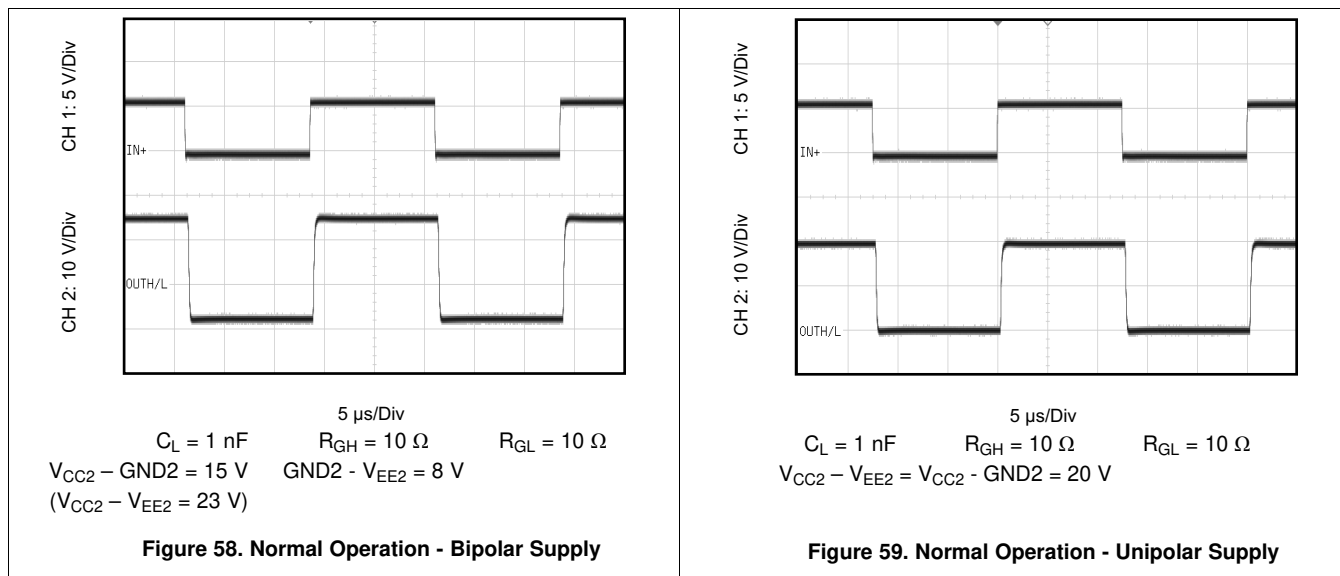 CH 1: 5 V/Div
IN+
CH 2: 10 V/Div
OUTH/L
5 µs/Div
C_L = 1 nF R_GH = 10 Ω R_GL = 10 Ω
V_CC2 – GND2 = 15 V GND2 - V_EE2 = 8 V
(V_CC2 – V_EE2 = 23 V)
Figure 58. Normal Operation - Bipolar Supply
CH 1: 5 V/Div
IN+
CH 2: 10 V/Div
OUTH/L
5 µs/Div
C_L = 1 nF R_GH = 10 Ω R_GL = 10 Ω
V_CC2 – V_EE2 = V_CC2 - GND2 = 20 V
Figure 59. Normal Operation - Unipolar Supply